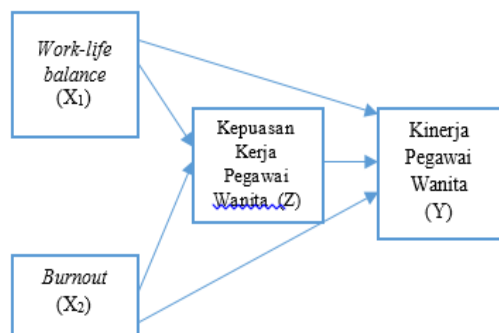 Work-life
balance
(X₁)
Kepuasan
Kerja
Pegawai
Wanita (Z)
Kinerja
Pegawai
Wanita
(Y)
Burnout
(X₂)